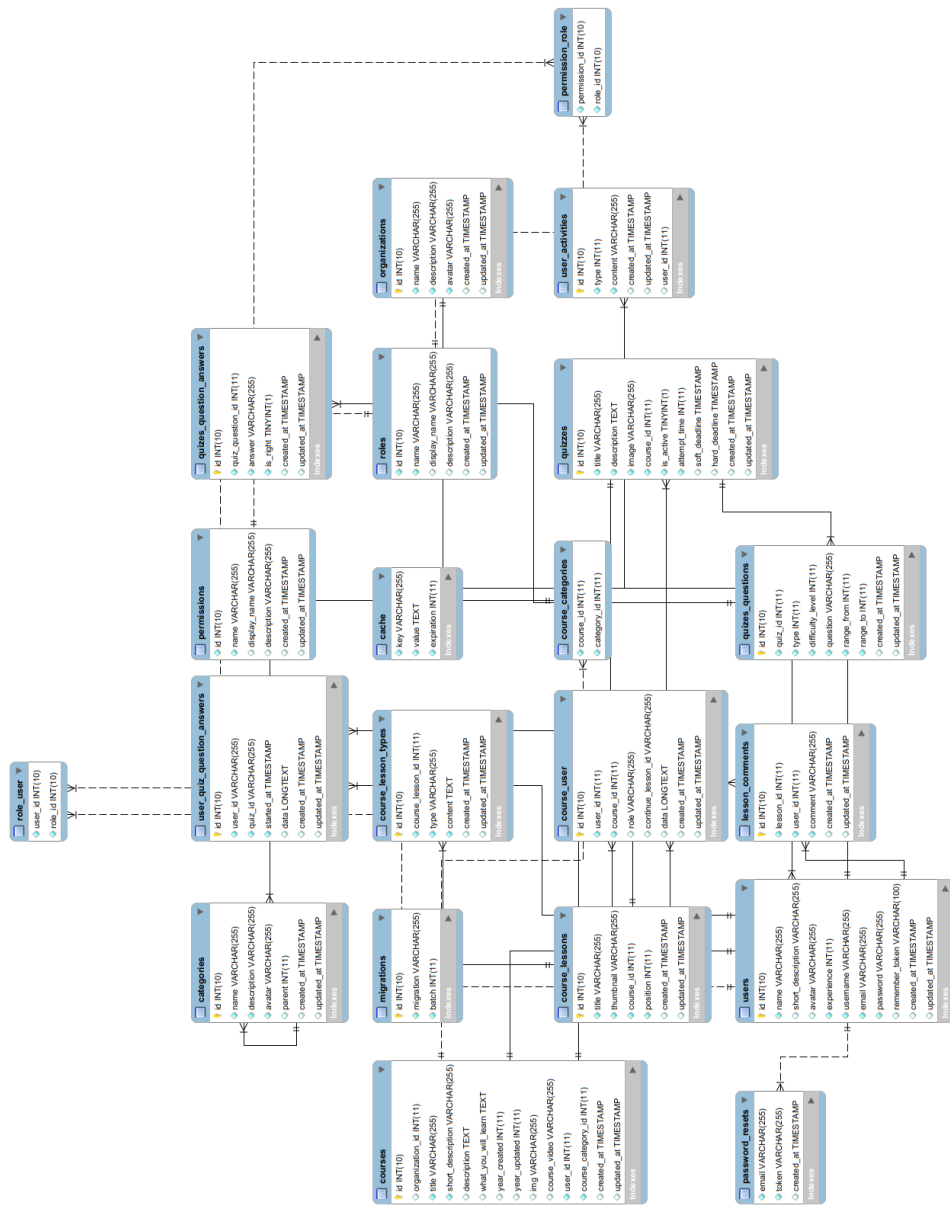 role_user
user_id INT(10)
role_id INT(10)
categories
id INT(10)
name VARCHAR(255)
description VARCHAR(255)
avatar VARCHAR(255)
parent INT(11)
created_at TIMESTAMP
updated_at TIMESTAMP
Indexes
user_quiz_question_answers
id INT(10)
user_id VARCHAR(255)
quiz_id VARCHAR(255)
started_at TIMESTAMP
data LONGTEXT
created_at TIMESTAMP
updated_at TIMESTAMP
Indexes
permissions
id INT(10)
name VARCHAR(255)
display_name VARCHAR(255)
description VARCHAR(255)
created_at TIMESTAMP
updated_at TIMESTAMP
quizes_question_answers
id INT(10)
quiz_question_id INT(11)
answer VARCHAR(255)
is_right TINYINT(1)
created_at TIMESTAMP
updated_at TIMESTAMP
Indexes
courses
id INT(10)
organization_id INT(11)
title VARCHAR(255)
short_description VARCHAR(255)
description TEXT
what_you_will_learn TEXT
year_created INT(11)
year_updated INT(11)
img VARCHAR(255)
course_video VARCHAR(255)
user_id INT(11)
course_category_id INT(11)
created_at TIMESTAMP
updated_at TIMESTAMP
Indexes
migrations
id INT(10)
migration VARCHAR(255)
batch INT(11)
Indexes
course_lesson_types
id INT(10)
course_lesson_id INT(11)
type VARCHAR(255)
content TEXT
created_at TIMESTAMP
updated_at TIMESTAMP
Indexes
cache
key VARCHAR(255)
value TEXT
expiration INT(11)
Indexes
roles
id INT(10)
name VARCHAR(255)
display_name VARCHAR(255)
description VARCHAR(255)
created_at TIMESTAMP
updated_at TIMESTAMP
organizations
id INT(10)
name VARCHAR(255)
description VARCHAR(255)
avatar VARCHAR(255)
created_at TIMESTAMP
updated_at TIMESTAMP
Indexes
course_lessons
id INT(10)
title VARCHAR(255)
thumbnail VARCHAR(255)
course_id INT(11)
position INT(11)
created_at TIMESTAMP
updated_at TIMESTAMP
Indexes
course_user
id INT(10)
user_id INT(11)
course_id INT(11)
role VARCHAR(255)
continue_lesson_id VARCHAR(255)
data LONGTEXT
created_at TIMESTAMP
updated_at TIMESTAMP
Indexes
course_categories
course_id INT(11)
category_id INT(11)
quizzes
id INT(10)
title VARCHAR(255)
description TEXT
image VARCHAR(255)
course_id INT(11)
is_active TINYINT(1)
attempt_time INT(11)
soft_deadline TIMESTAMP
hard_deadline TIMESTAMP
created_at TIMESTAMP
updated_at TIMESTAMP
Indexes
user_activities
id INT(10)
type INT(11)
content VARCHAR(255)
created_at TIMESTAMP
updated_at TIMESTAMP
user_id INT(11)
Indexes
permission_role
permission_id INT(10)
role_id INT(10)
password_resets
email VARCHAR(255)
token VARCHAR(255)
created_at TIMESTAMP
Indexes
users
id INT(10)
name VARCHAR(255)
short_description VARCHAR(255)
avatar VARCHAR(255)
experience INT(11)
username VARCHAR(255)
email VARCHAR(255)
password VARCHAR(255)
remember_token VARCHAR(100)
created_at TIMESTAMP
updated_at TIMESTAMP
Indexes
lesson_comments
id INT(10)
lesson_id INT(11)
user_id INT(11)
comment VARCHAR(255)
created_at TIMESTAMP
updated_at TIMESTAMP
Indexes
quizes_questions
id INT(10)
quiz_id INT(11)
type INT(11)
difficulty_level INT(11)
question VARCHAR(255)
range_from INT(11)
range_to INT(11)
created_at TIMESTAMP
updated_at TIMESTAMP
Indexes